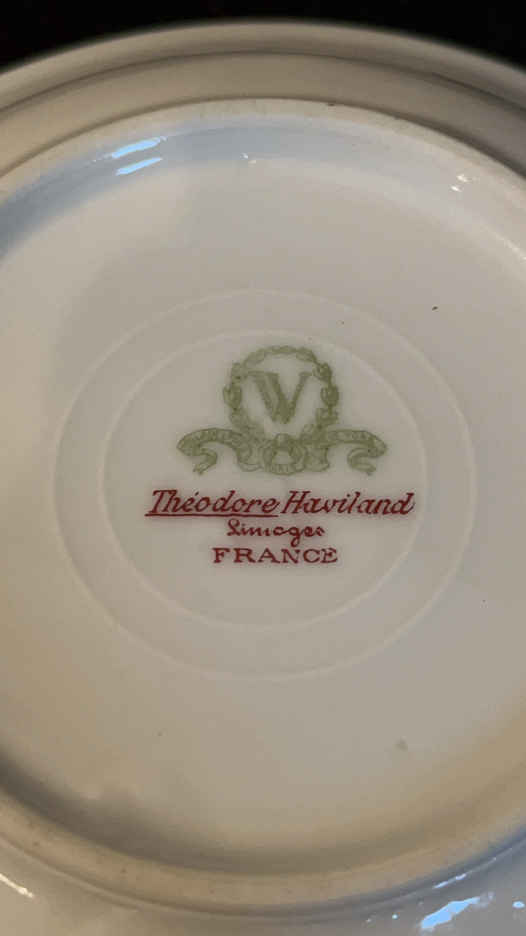 W
Théodore Haviland
Limoges
FRANCE